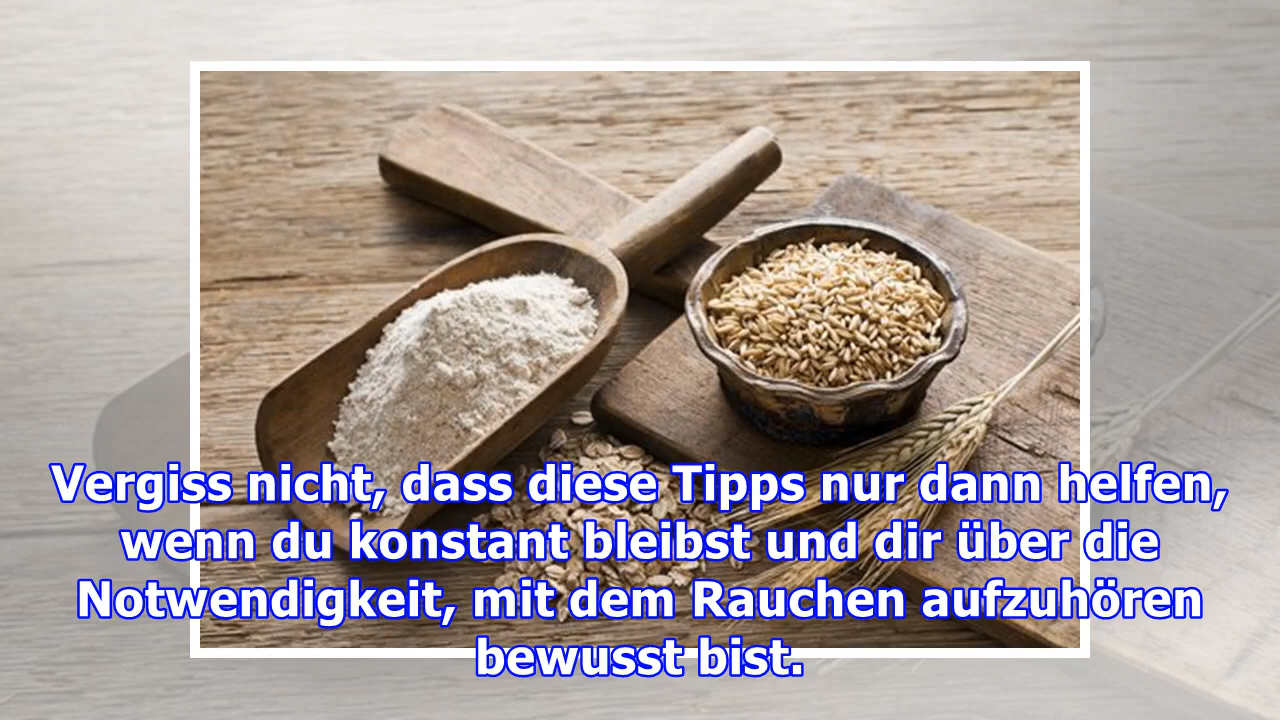 Vergiss nicht, dass diese Tipps nur dann helfen,
wenn du konstant bleibst und dir über die
Notwendigkeit, mit dem Rauchen aufzuhören
bewusst bist.